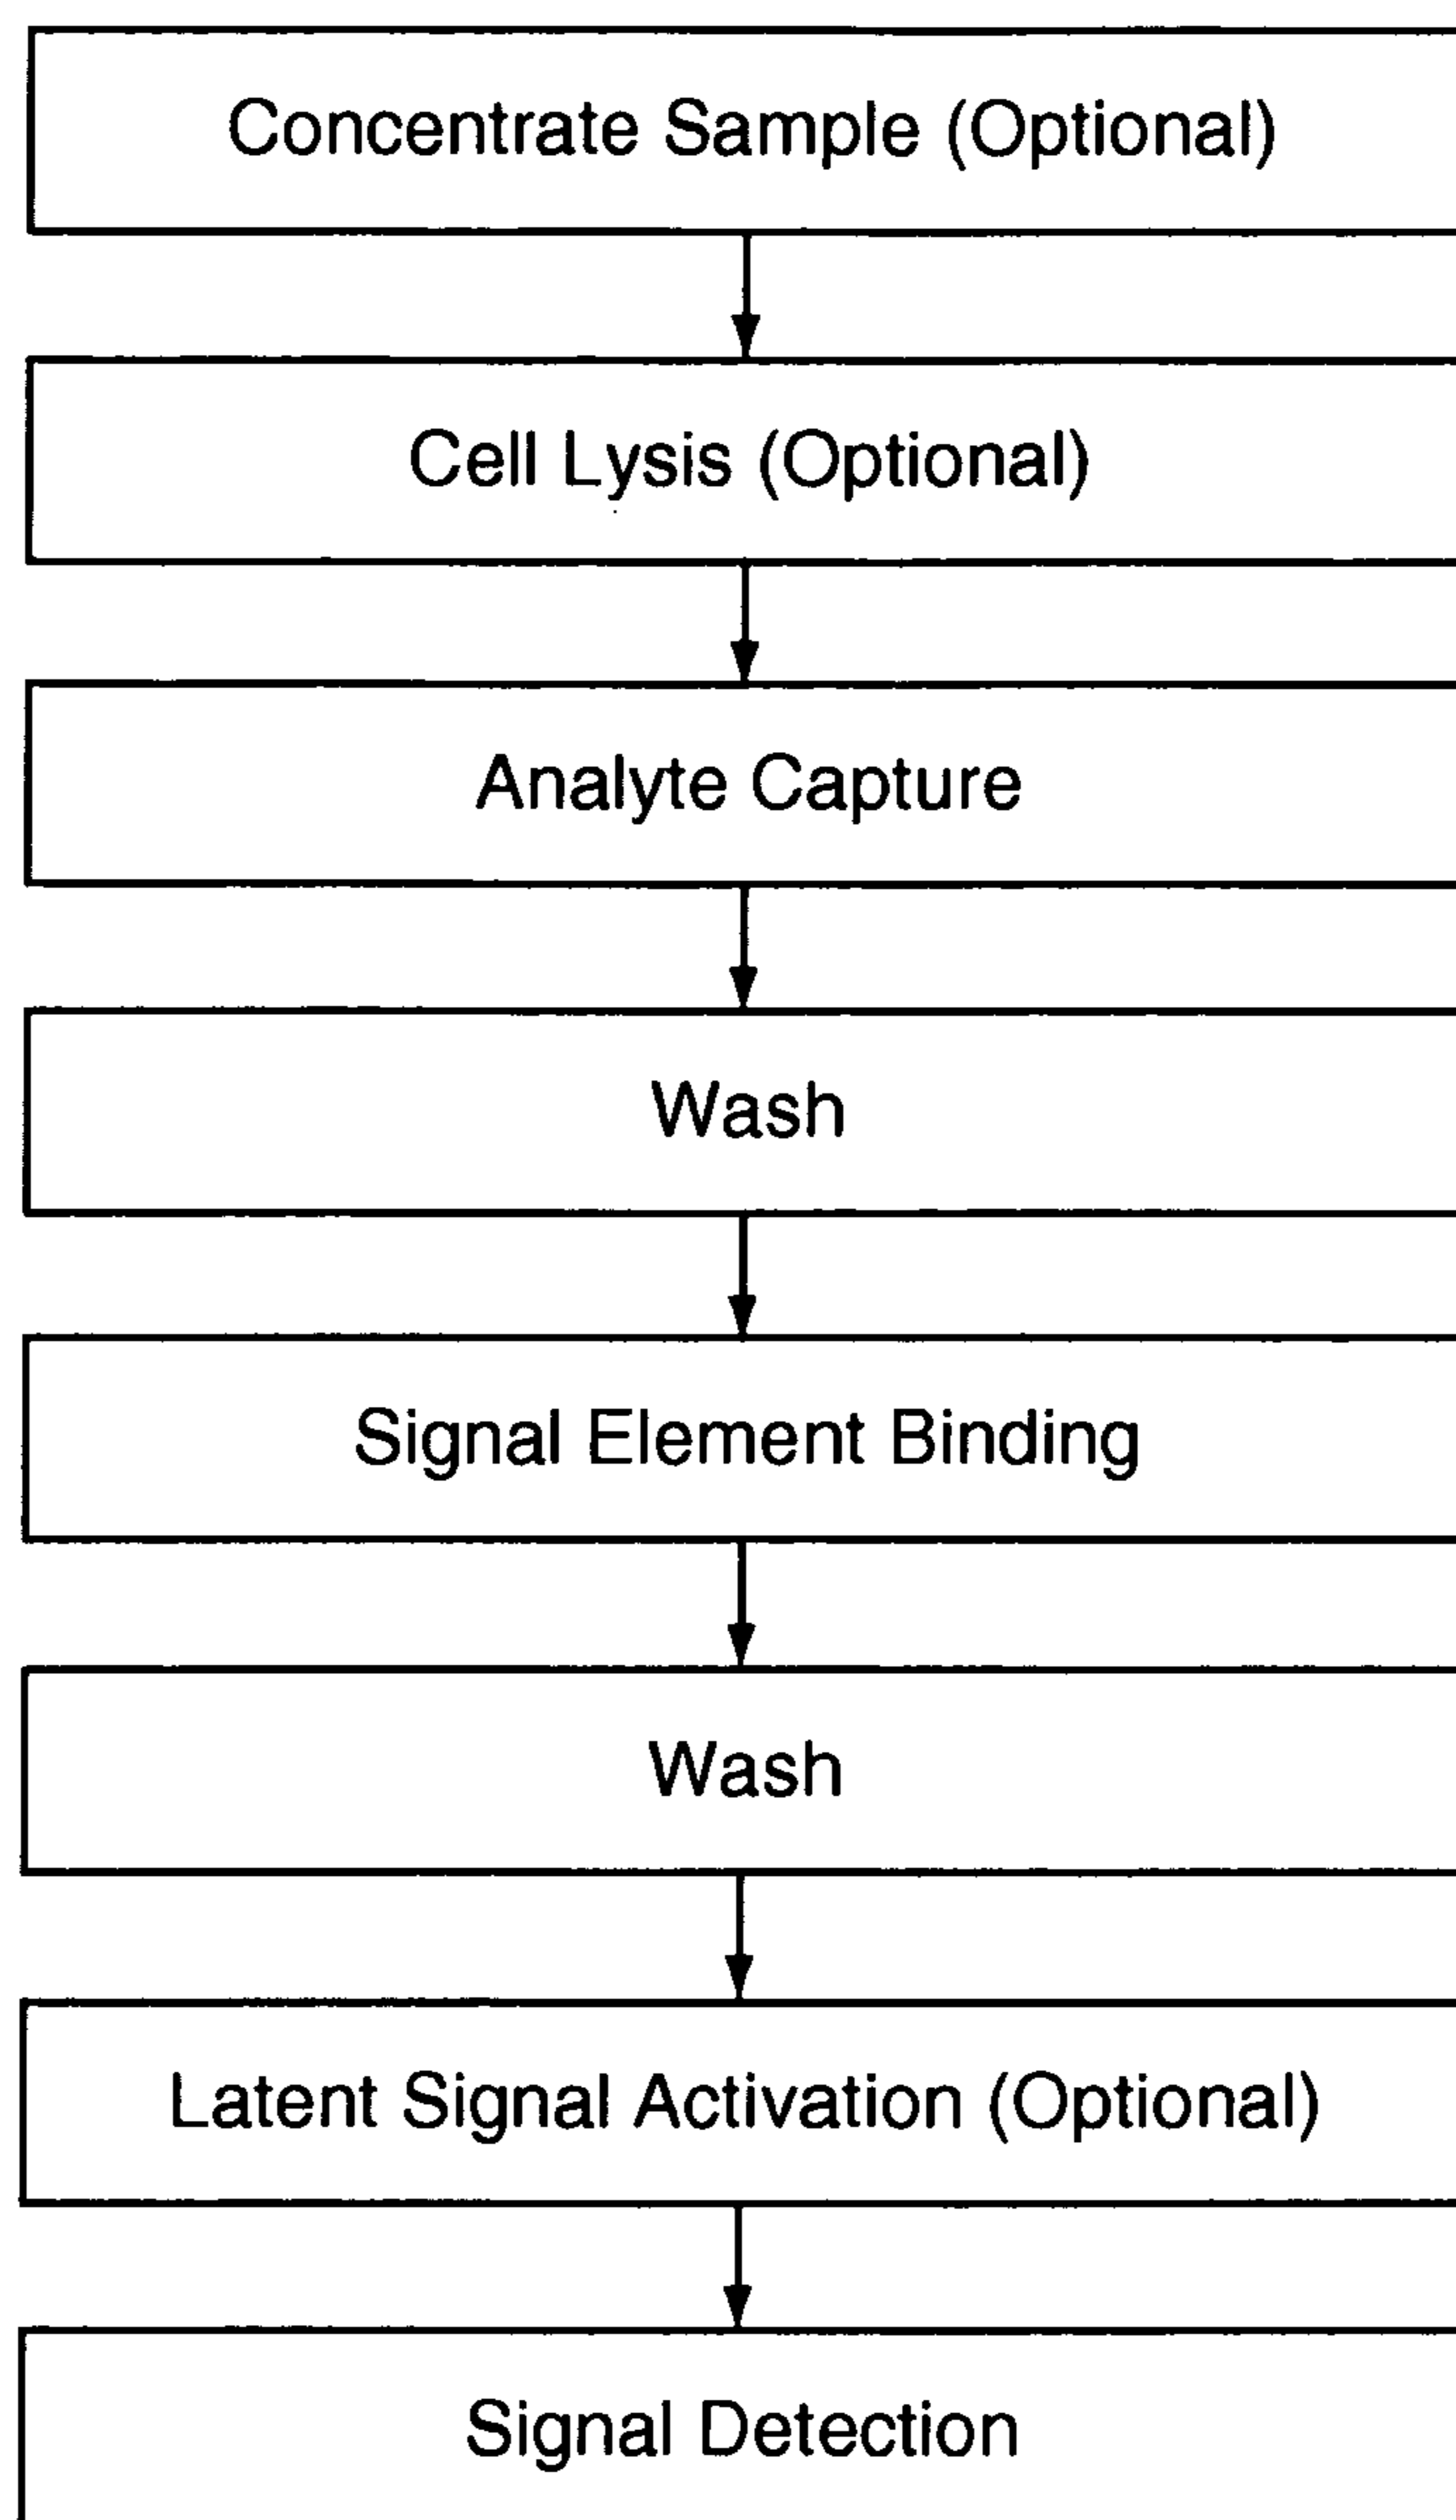 Concentrate Sample (Optional)
Cell Lysis (Optional)
Analyte Capture
Wash
Signal Element Binding
Wash
Latent Signal Activation (Optional)
Signal Detection